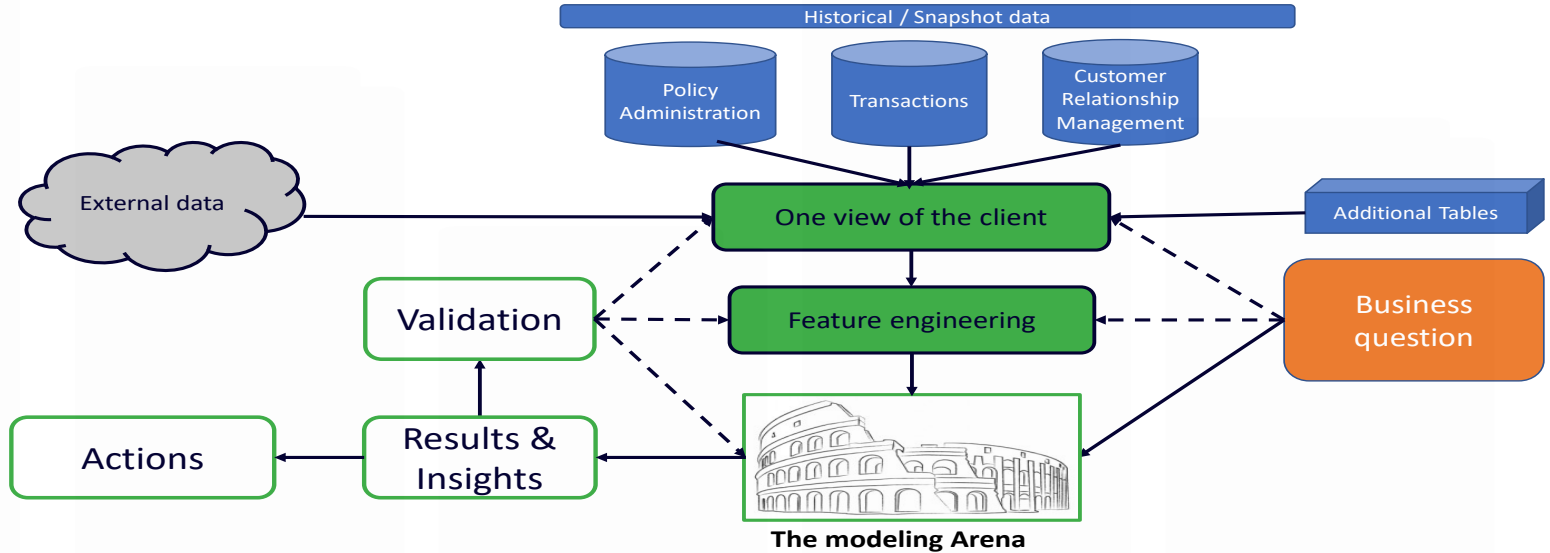 Historical / Snapshot data
Policy
Administration
Transactions
Customer
Relationship
Management
External data
One view of the client
Additional Tables
Validation
Feature engineering
Business
question
Actions
Results &
Insights
The modeling Arena